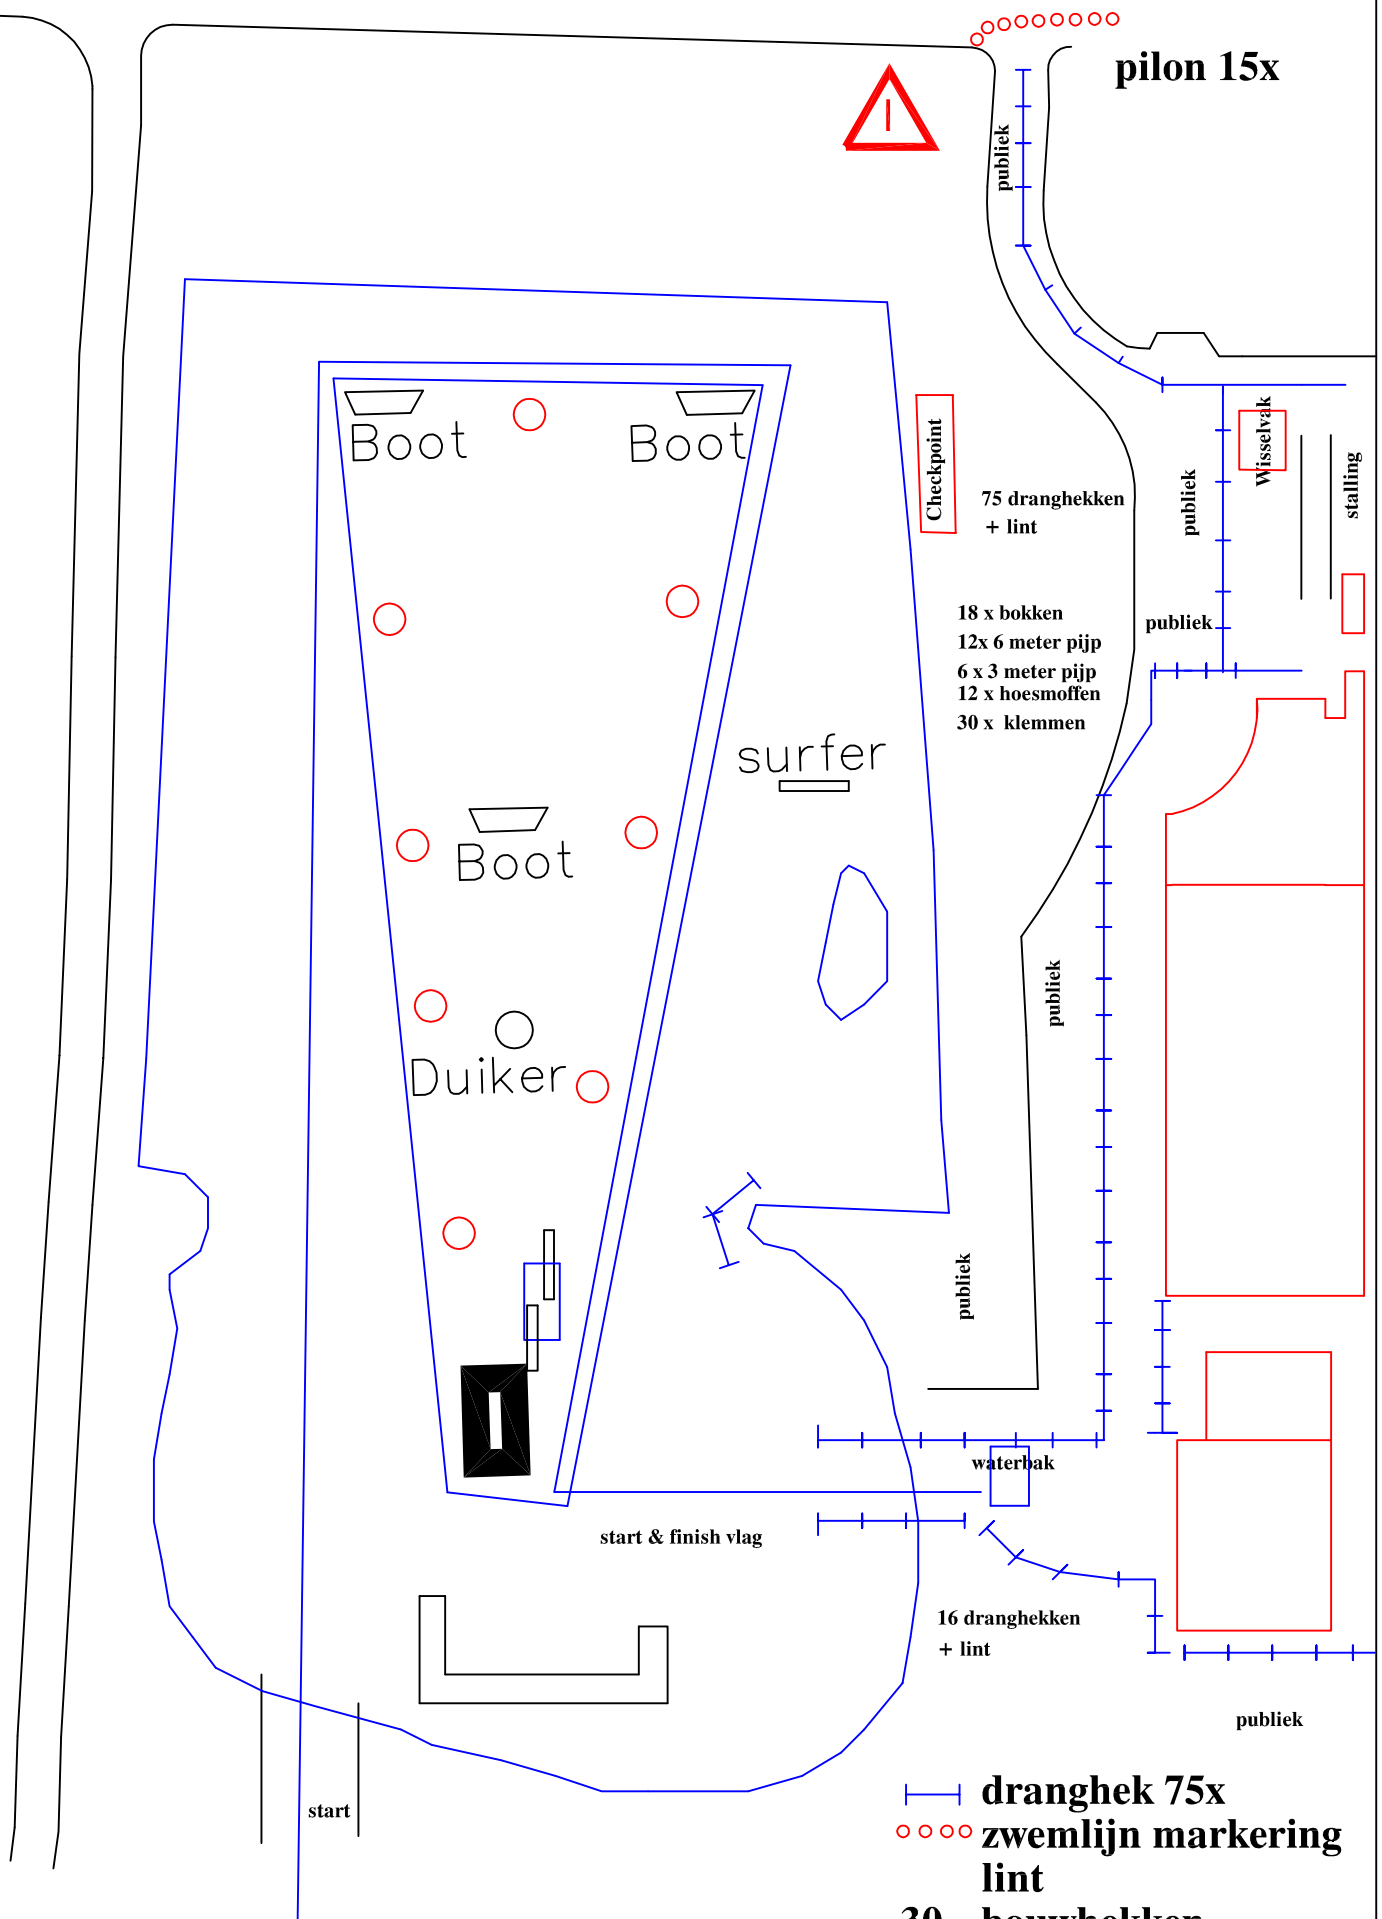 pilon 15x
publiek
Boot
Boot
Checkpoint
Wisselvak
stalling
publiek
75 dranghekken
+ lint
18 x bokken
12x 6 meter pijp
6 x 3 meter pijp
12 x hoesmoffen
30 x klemmen
publiek
surfer
Boot
publiek
Duiker
publiek
waterbak
start & finish vlag
16 dranghekken
+ lint
publiek
start
dranghek 75x
zwemlijn markering
lint
30 bouwhekken